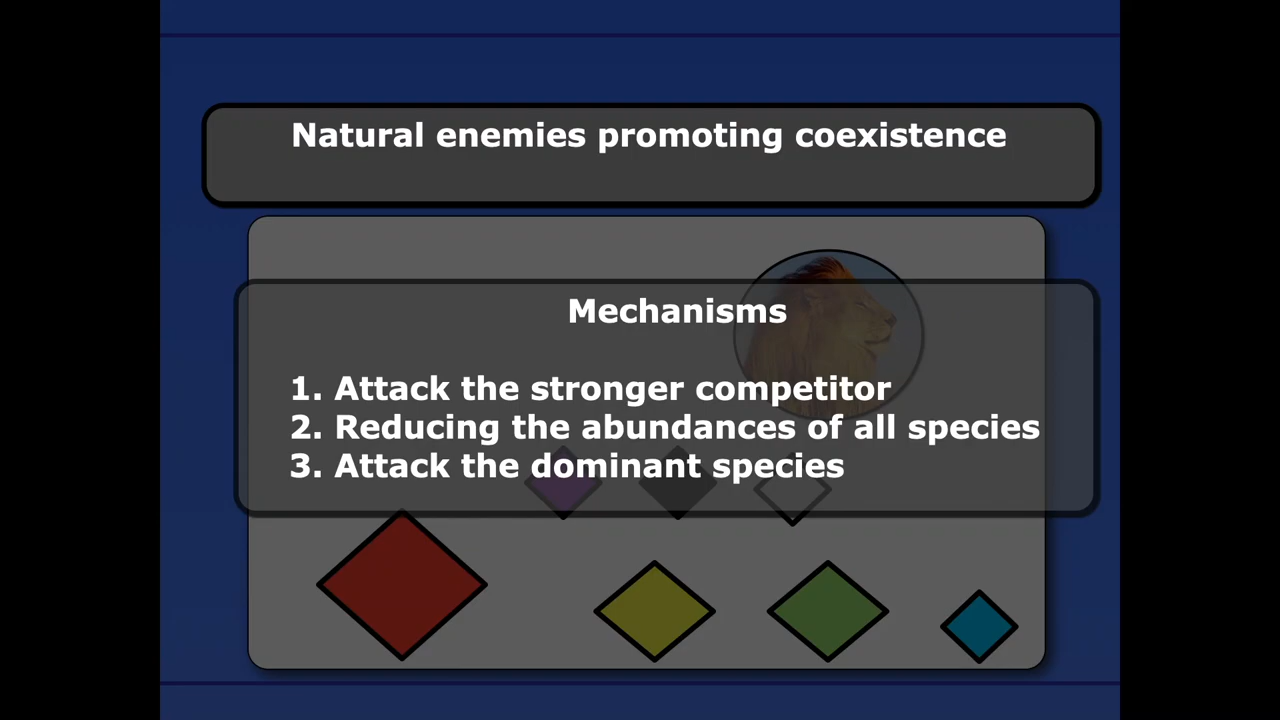 Natural enemies promoting coexistence
Mechanisms
1. Attack the stronger competitor
2. Reducing the abundances of all species
3. Attack the dominant species